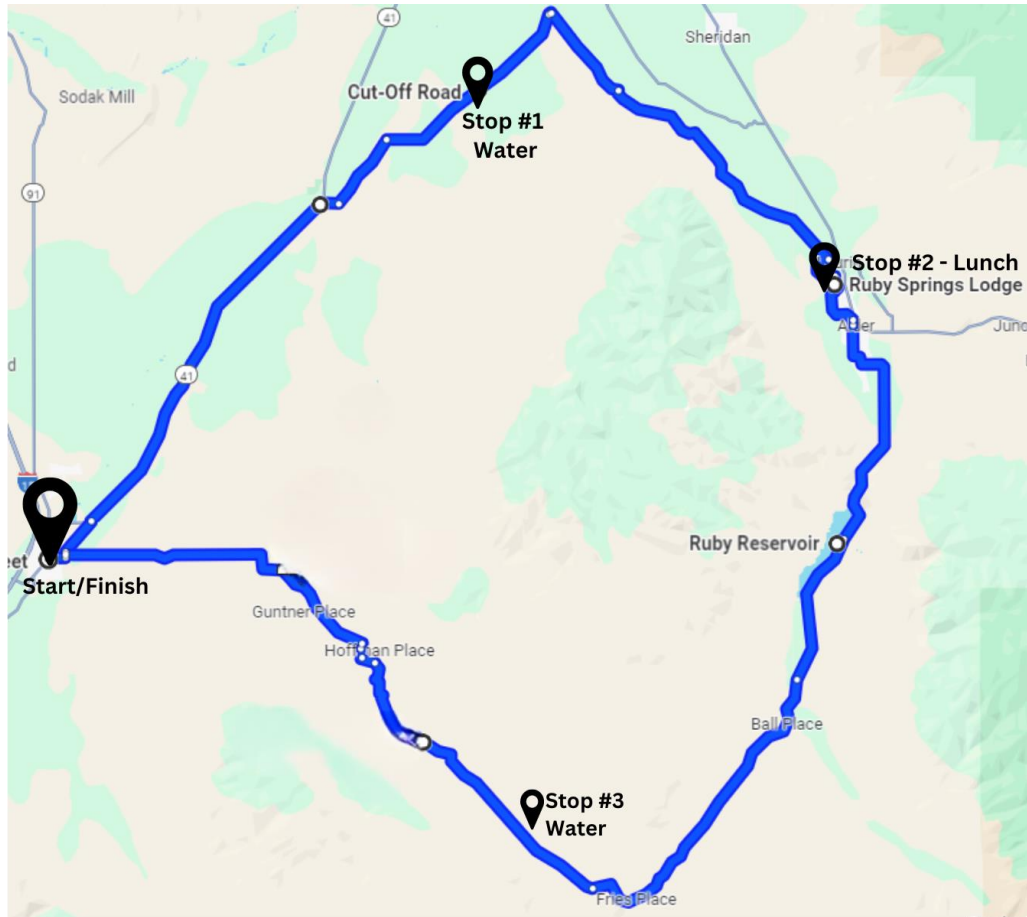 41
Sheridan
Sodak Mill
Cut-Off Road
Stop #1
Water
91
Stop #2 - Lunch
Ruby Springs Lodge
41
Ruby Reservoir
Start/Finish
Guntner Place
Hoffman Place
Ball Place
Stop #3
Water
Fries Place